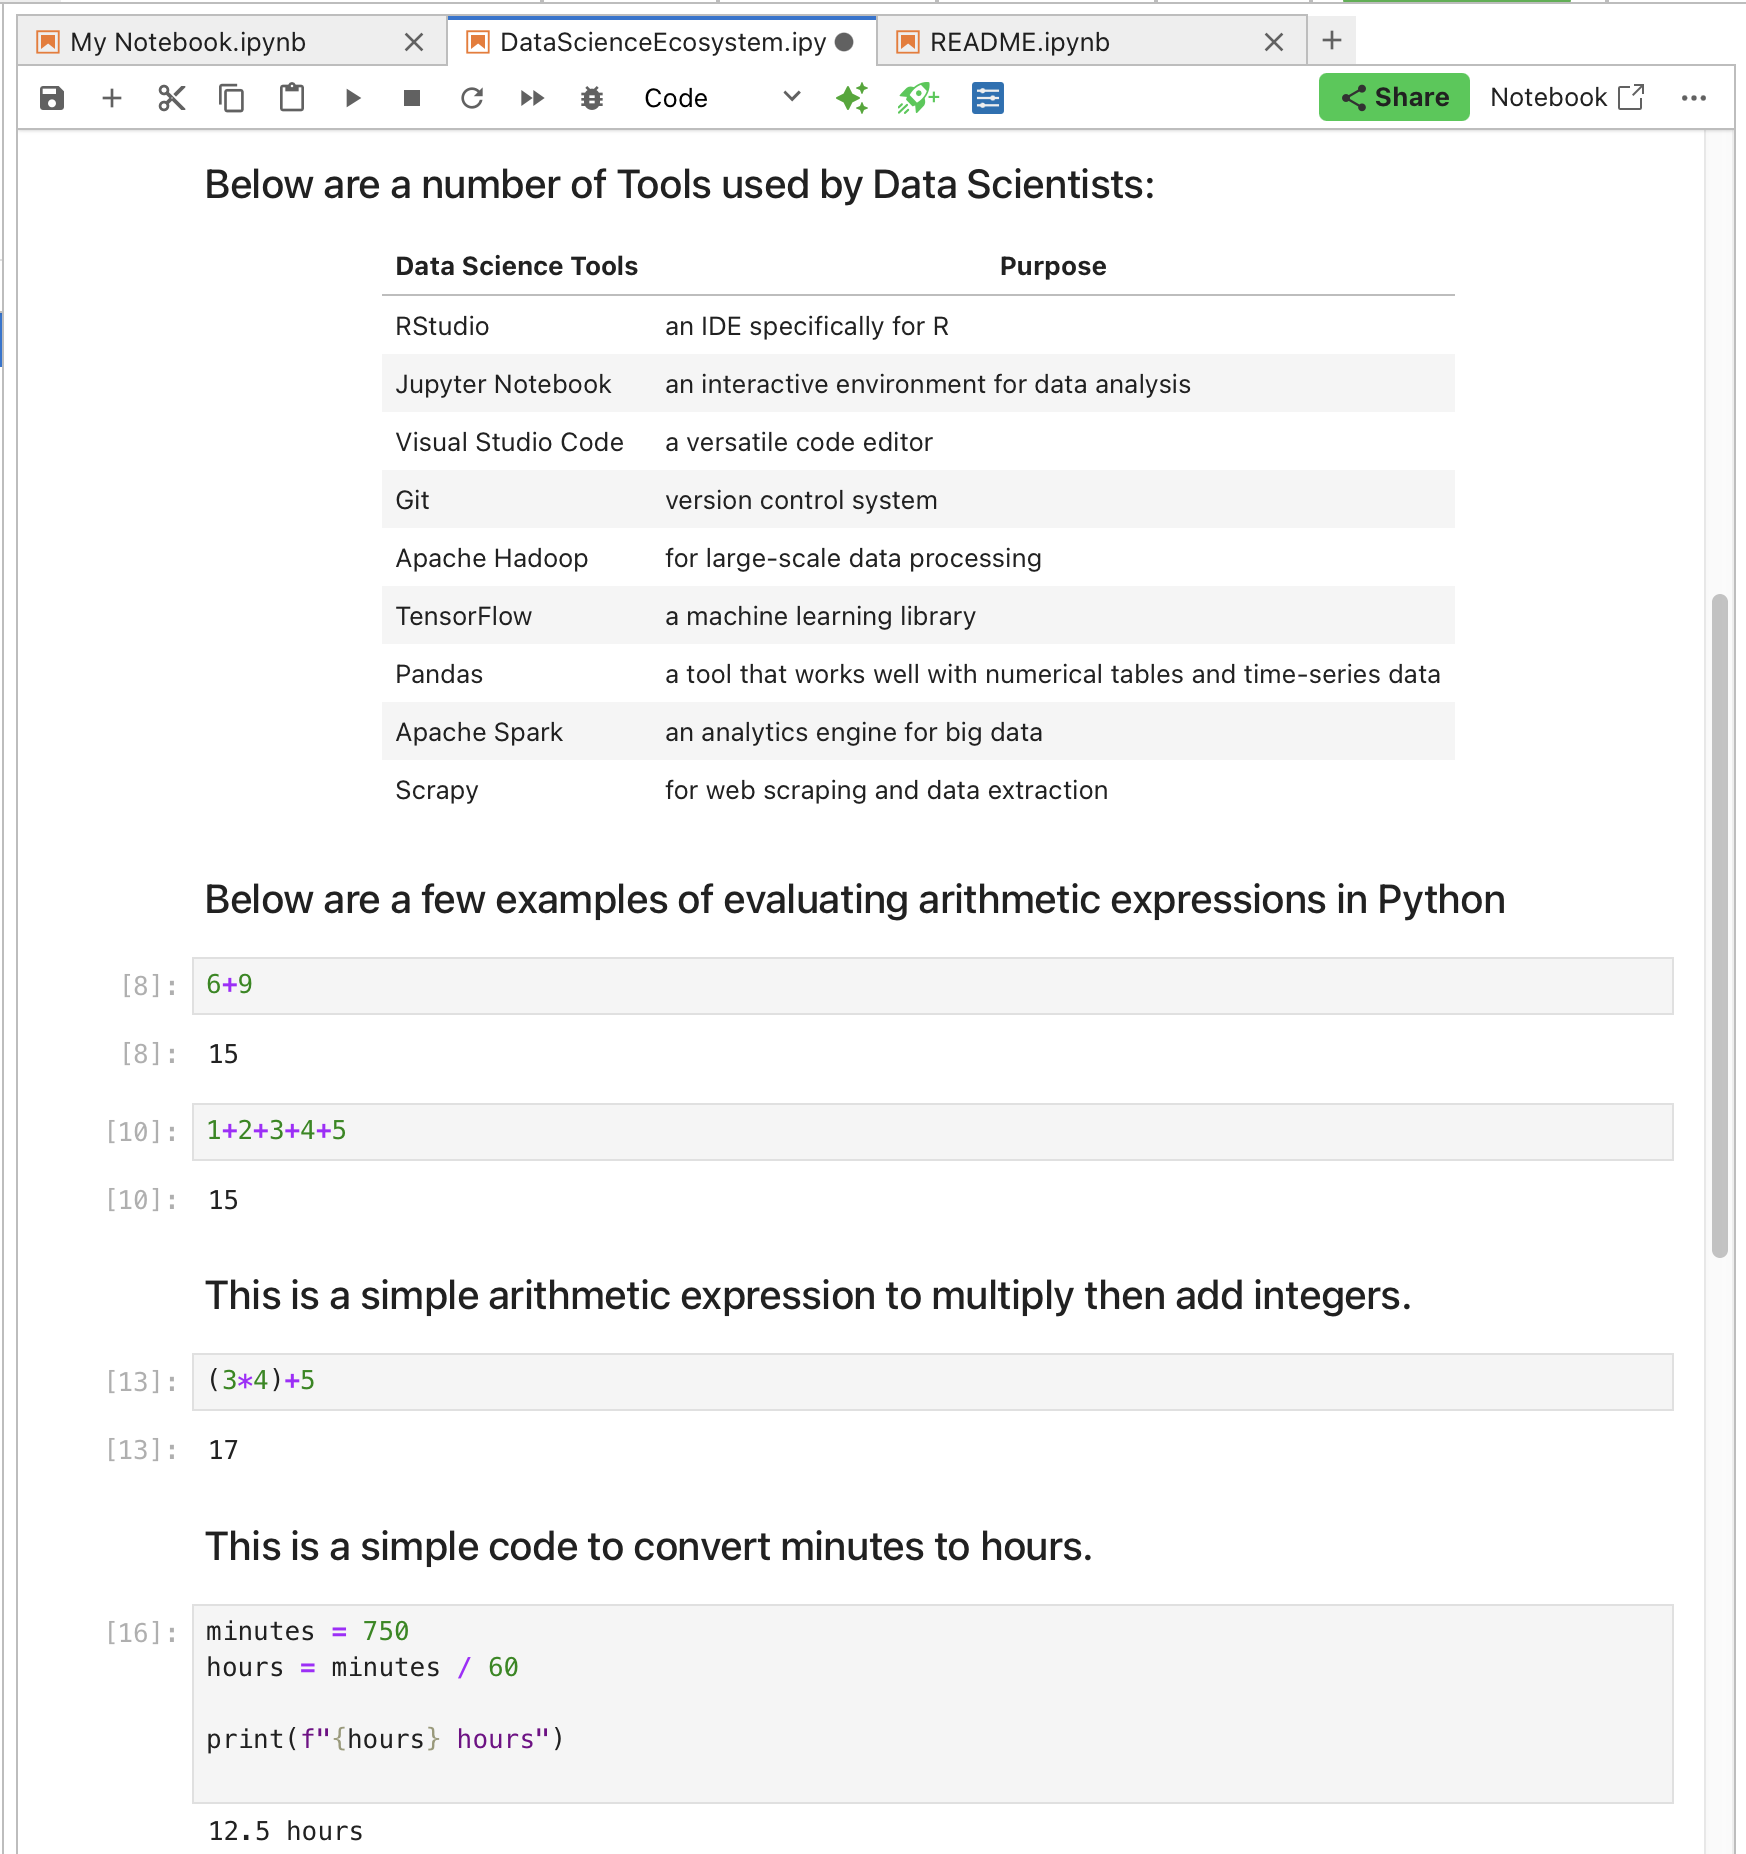 My Notebook.ipynb DataScienceEcosystem.ipy README.ipynb
Code Share Notebook
Below are a number of Tools used by Data Scientists:
Data Science Tools Purpose
RStudio an IDE specifically for R
Jupyter Notebook an interactive environment for data analysis
Visual Studio Code a versatile code editor
Git version control system
Apache Hadoop for large-scale data processing
TensorFlow a machine learning library
Pandas a tool that works well with numerical tables and time-series data
Apache Spark an analytics engine for big data
Scrapy for web scraping and data extraction
Below are a few examples of evaluating arithmetic expressions in Python
[8]: 6+9
[8]: 15
[10]: 1+2+3+4+5
[10]: 15
This is a simple arithmetic expression to multiply then add integers.
[13]: (3*4)+5
[13]: 17
This is a simple code to convert minutes to hours.
[16]: minutes = 750
hours = minutes / 60
print(f"{hours} hours")
12.5 hours